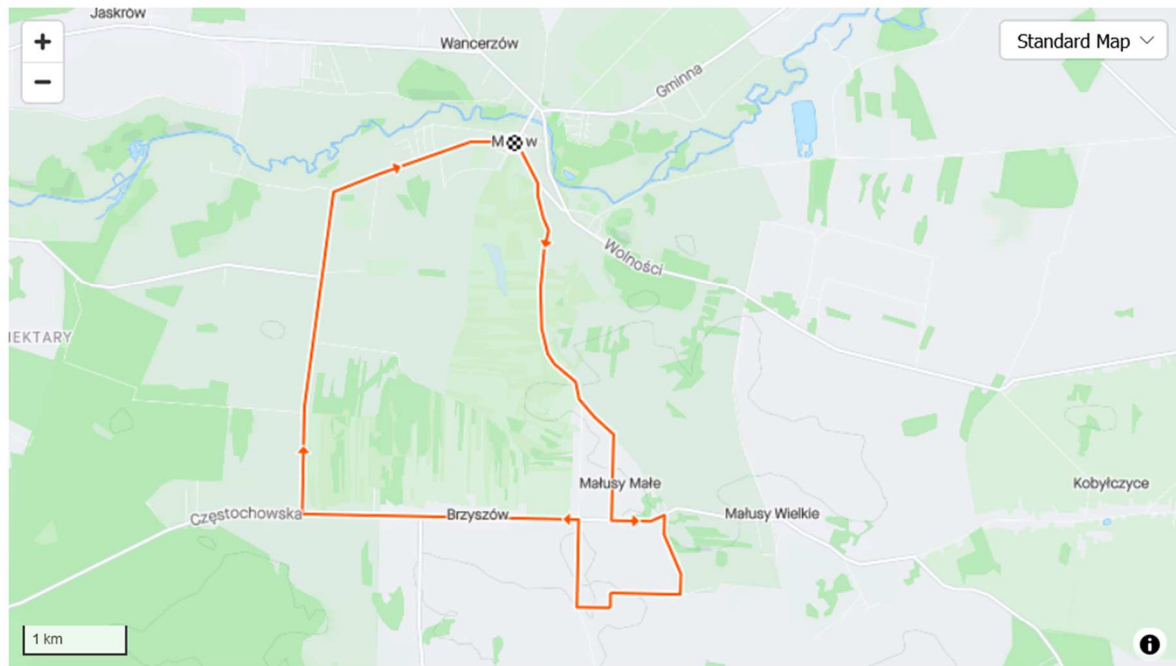 Jaskrów
+
Wancerzów
Standard Map
−
Gminna
M w
Wolności
IEKTARY
Małusy Małe
Kobyłczyce
Częstochowska
Brzyszów
Małusy Wielkie
1 km